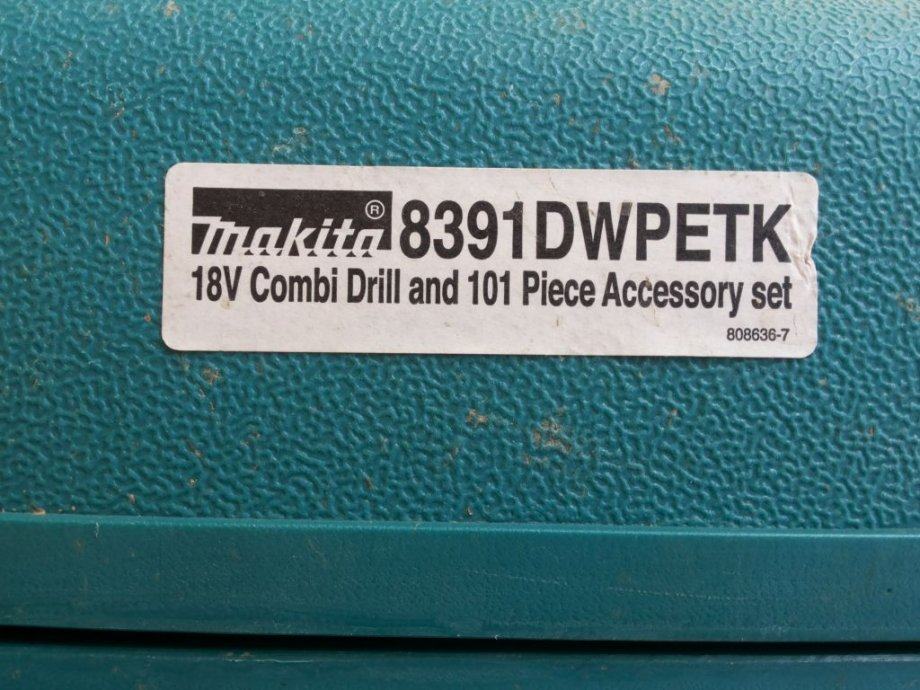 makita® 8391DWPETK
18V Combi Drill and 101 Piece Accessory set
808636-7